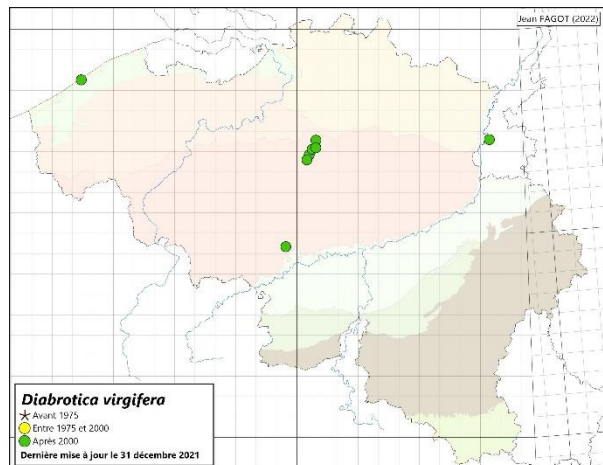 Jean FAGOT (2022)
Diabrotica virgifera
Avant 1975
Entre 1975 et 2000
Après 2000
Dernière mise à jour le 31 décembre 2021